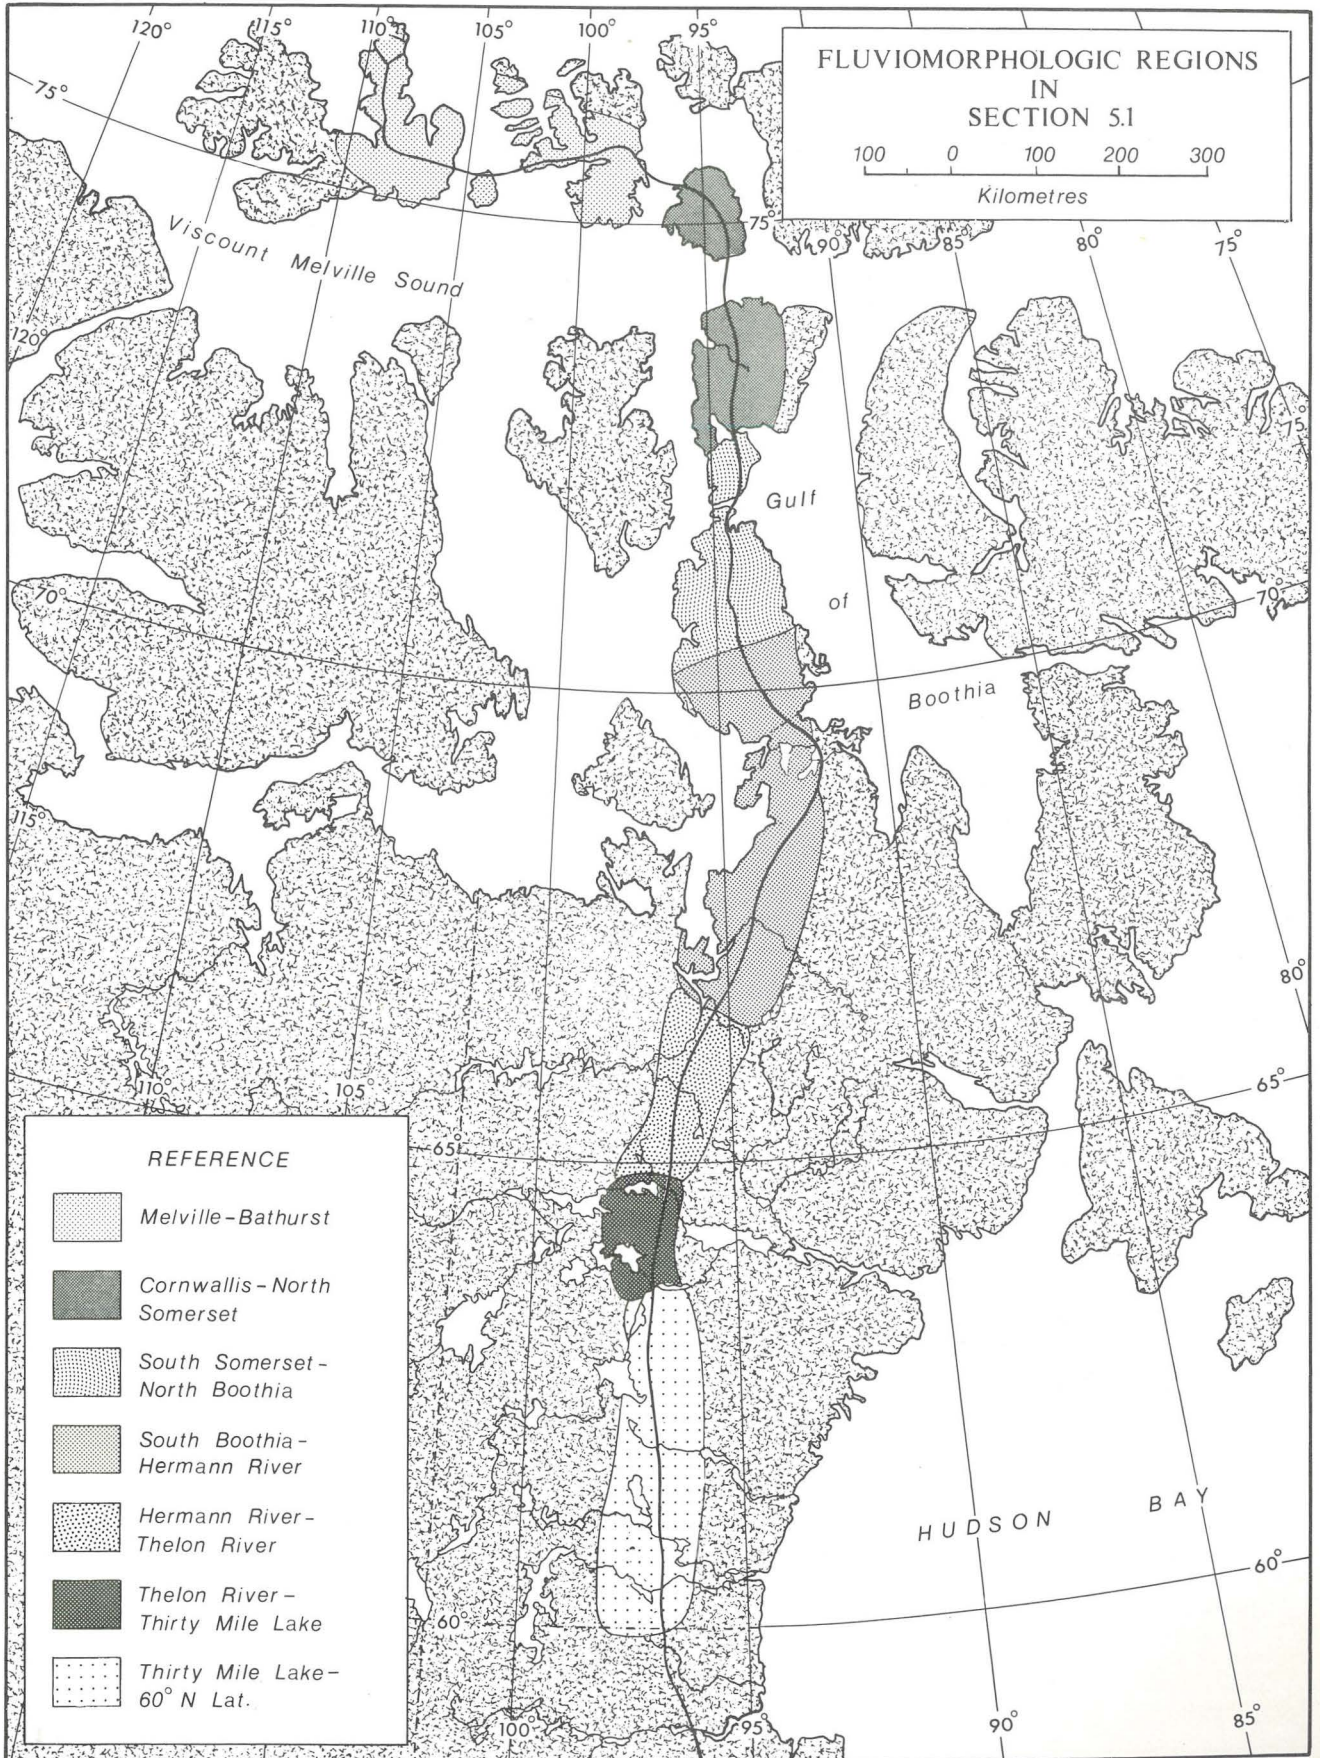 120°
115°
110°
105°
100°
95°
FLUVIOMORPHOLOGIC REGIONS
IN
SECTION 5.1
100 0 100 200 300
Kilometres
75°
75°
90°
85°
80°
75°
Viscount Melville Sound
120°
75°
Gulf
of
Boothia
70°
70°
115°
80°
110°
105°
65°
65°
REFERENCE
Melville-Bathurst
Cornwallis-North
Somerset
South Somerset-
North Boothia
South Boothia-
Hermann River
Hermann River-
Thelon River
Thelon River-
Thirty Mile Lake
Thirty Mile Lake-
60° N Lat.
HUDSON BAY
60°
60°
100°
95°
90°
85°